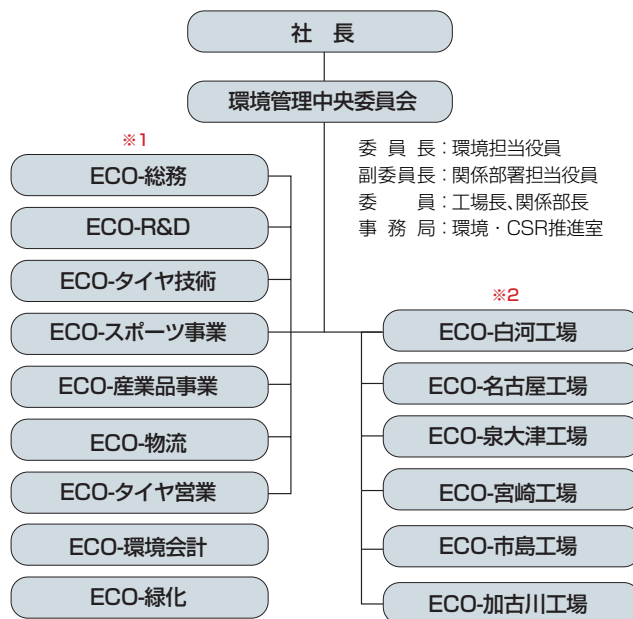 社 長
環境管理中央委員会
委 員 長：環境担当役員
副委員長：関係部署担当役員
委　　員：工場長、関係部長
事 務 局：環境・CSR推進室
※1
ECO-総務
ECO-R&D
ECO-タイヤ技術
ECO-スポーツ事業
ECO-産業品事業
ECO-物流
ECO-タイヤ営業
ECO-環境会計
ECO-緑化
※2
ECO-白河工場
ECO-名古屋工場
ECO-泉大津工場
ECO-宮崎工場
ECO-市島工場
ECO-加古川工場